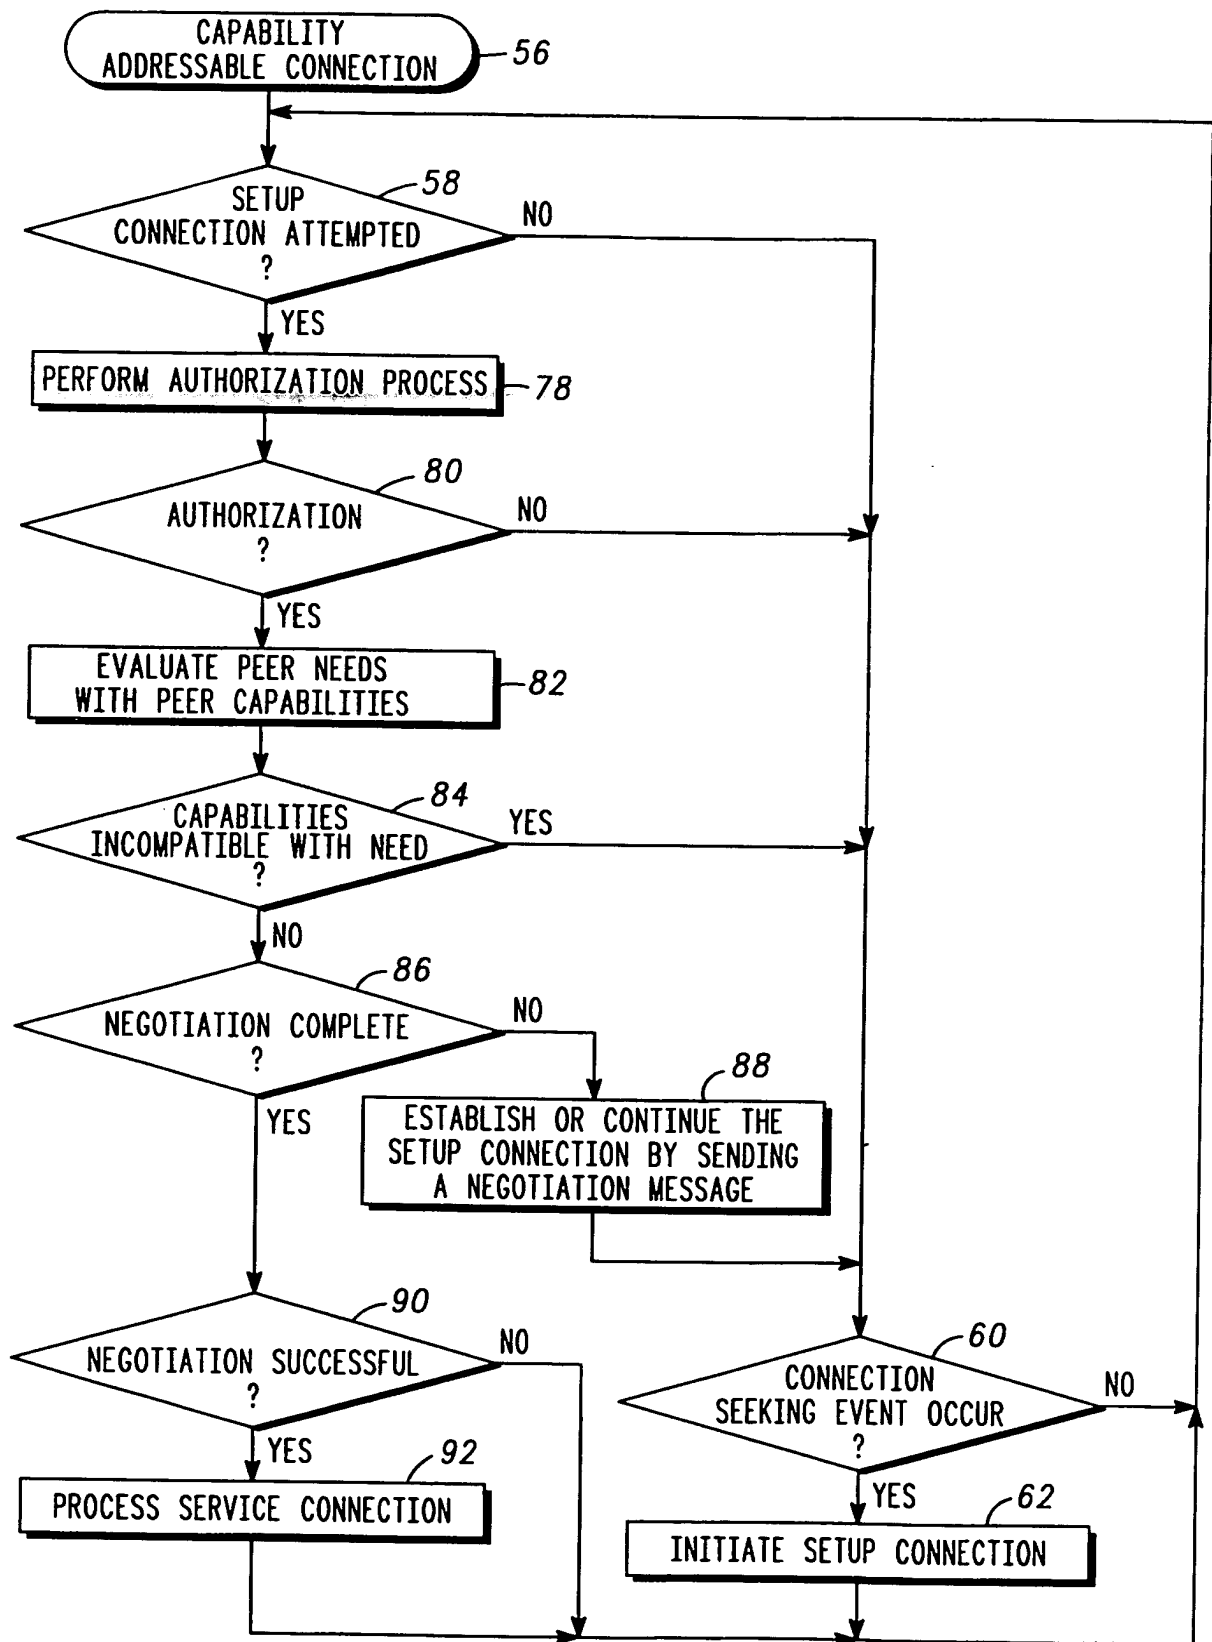 CAPABILITY
ADDRESSABLE CONNECTION
56
58
SETUP
CONNECTION ATTEMPTED
?
NO
YES
PERFORM AUTHORIZATION PROCESS
78
80
AUTHORIZATION
?
NO
YES
EVALUATE PEER NEEDS
WITH PEER CAPABILITIES
82
84
CAPABILITIES
INCOMPATIBLE WITH NEED
?
YES
NO
86
NEGOTIATION COMPLETE
?
NO
YES
88
ESTABLISH OR CONTINUE THE
SETUP CONNECTION BY SENDING
A NEGOTIATION MESSAGE
90
NEGOTIATION SUCCESSFUL
?
NO
YES
92
PROCESS SERVICE CONNECTION
60
CONNECTION
SEEKING EVENT OCCUR
?
NO
YES
62
INITIATE SETUP CONNECTION